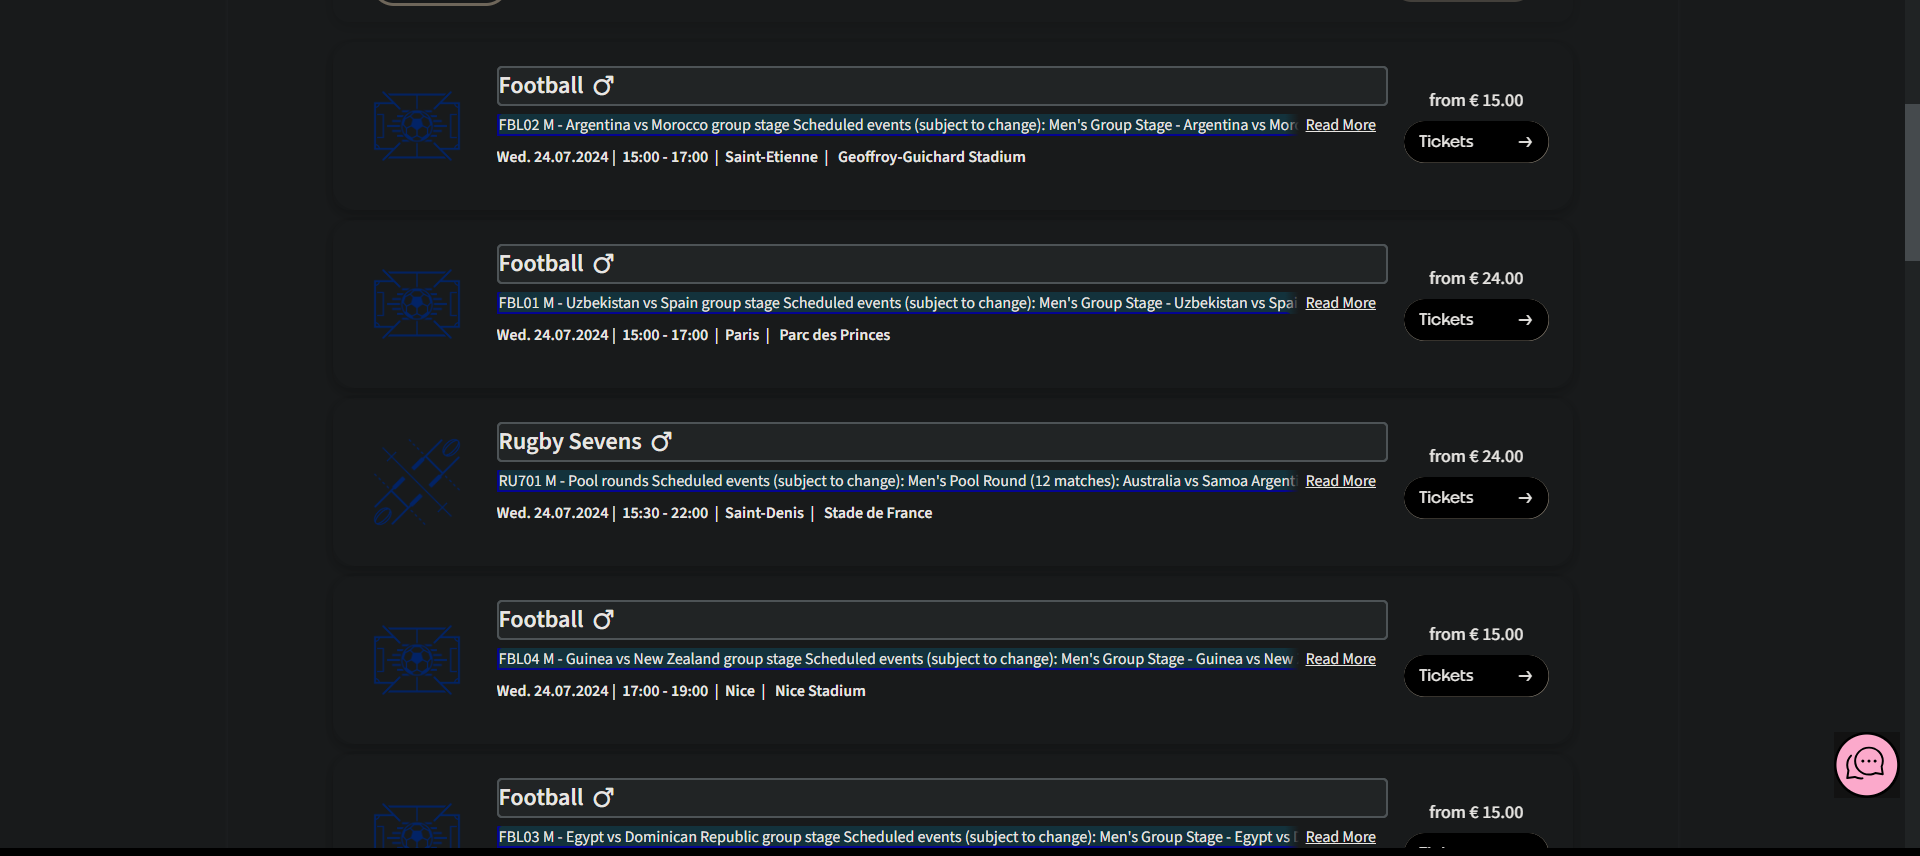 Football
from € 15.00
FBL02 M - Argentina vs Morocco group stage Scheduled events (subject to change): Men's Group Stage - Argentina vs Read More
Tickets
Wed. 24.07.2024 | 15:00 - 17:00 | Saint-Etienne | Geoffroy-Guichard Stadium
Football
from € 24.00
FBL01 M - Uzbekistan vs Spain group stage Scheduled events (subject to change): Men's Group Stage - Uzbekistan vs Read More
Tickets
Wed. 24.07.2024 | 15:00 - 17:00 | Paris | Parc des Princes
Rugby Sevens
from € 24.00
RU701 M - Pool rounds Scheduled events (subject to change): Men's Pool Round (12 matches): Australia vs Samoa Argent Read More
Tickets
Wed. 24.07.2024 | 15:30 - 22:00 | Saint-Denis | Stade de France
Football
from € 15.00
FBL04 M - Guinea vs New Zealand group stage Scheduled events (subject to change): Men's Group Stage - Guinea vs New Read More
Tickets
Wed. 24.07.2024 | 17:00 - 19:00 | Nice | Nice Stadium
Football
from € 15.00
FBL03 M - Egypt vs Dominican Republic group stage Scheduled events (subject to change): Men's Group Stage - Egypt vs Read More